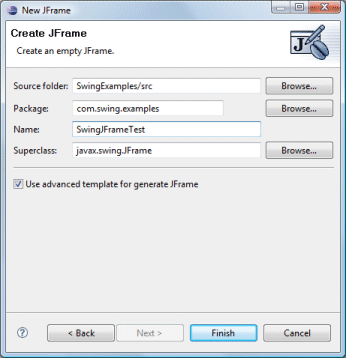 New JFrame
Create JFrame
Create an empty JFrame.
Source folder: SwingExamples/src Browse...
Package: com.swing.examples Browse...
Name: SwingJFrameTest
Superclass: javax.swing.JFrame Browse...
Use advanced template for generate JFrame
? < Back Next > Finish Cancel